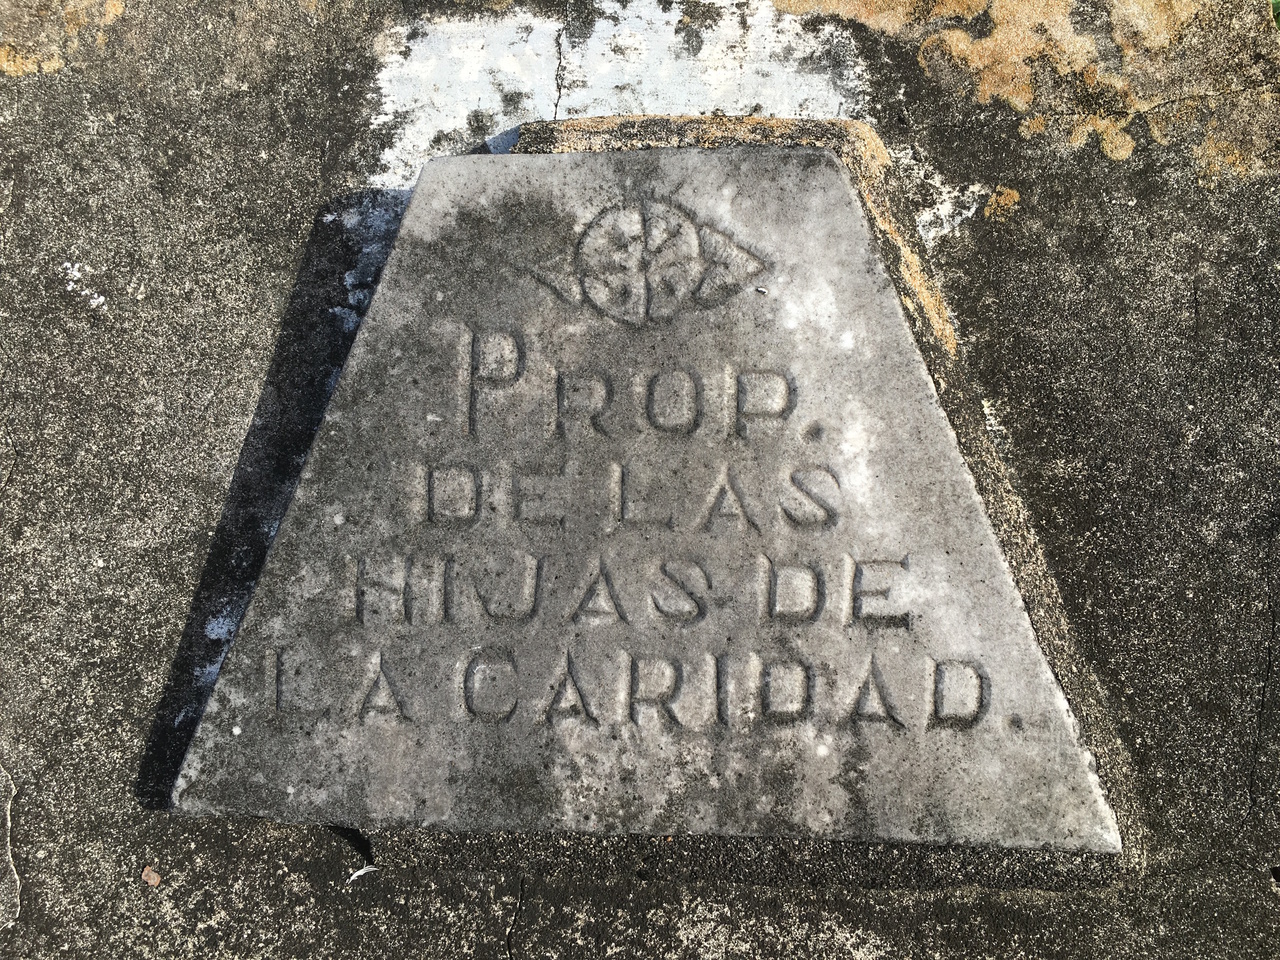 PROP.
DE LAS
HIJAS DE
LA CARIDAD.